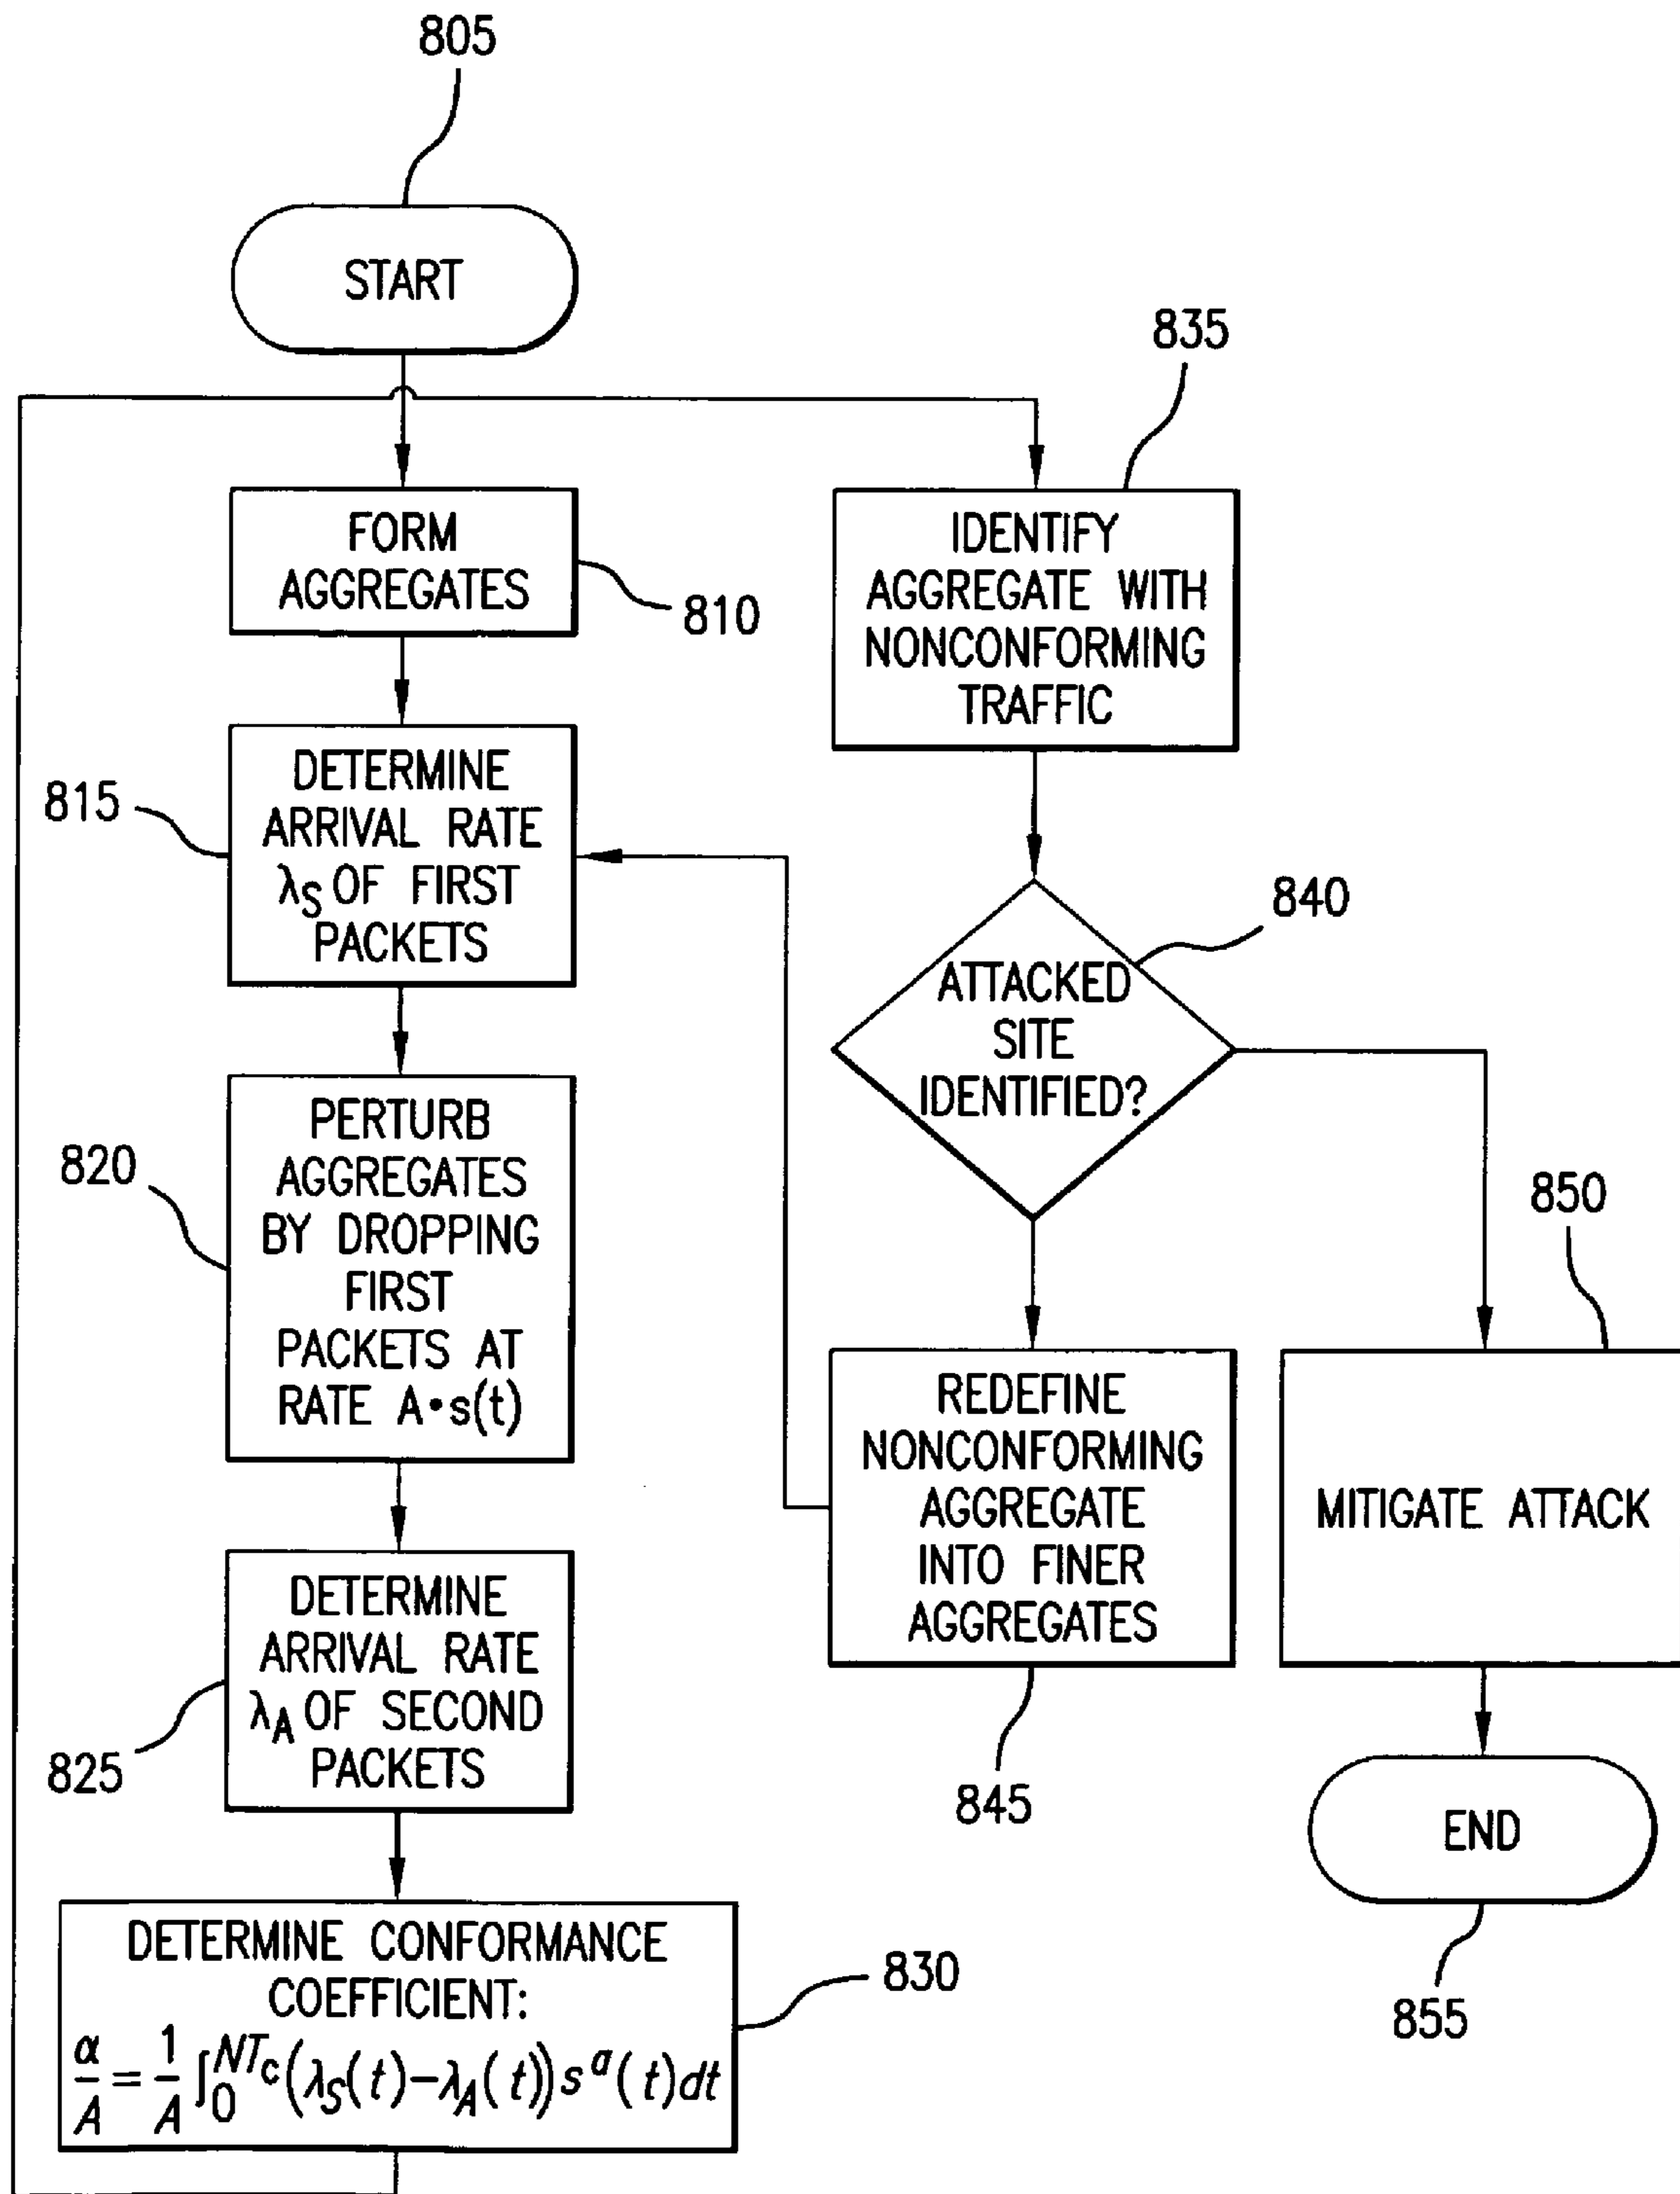 805
START
FORM
AGGREGATES
810
DETERMINE
ARRIVAL RATE
λS OF FIRST
PACKETS
815
PERTURB
AGGREGATES
BY DROPPING
FIRST
PACKETS AT
RATE A•s(t)
820
DETERMINE
ARRIVAL RATE
λA OF SECOND
PACKETS
825
DETERMINE CONFORMANCE
COEFFICIENT:
α/A = 1/A ∫₀^NTc (λS(t)−λA(t)) s^a(t)dt
830
835
IDENTIFY
AGGREGATE WITH
NONCONFORMING
TRAFFIC
840
ATTACKED
SITE
IDENTIFIED?
REDEFINE
NONCONFORMING
AGGREGATE
INTO FINER
AGGREGATES
845
850
MITIGATE ATTACK
END
855